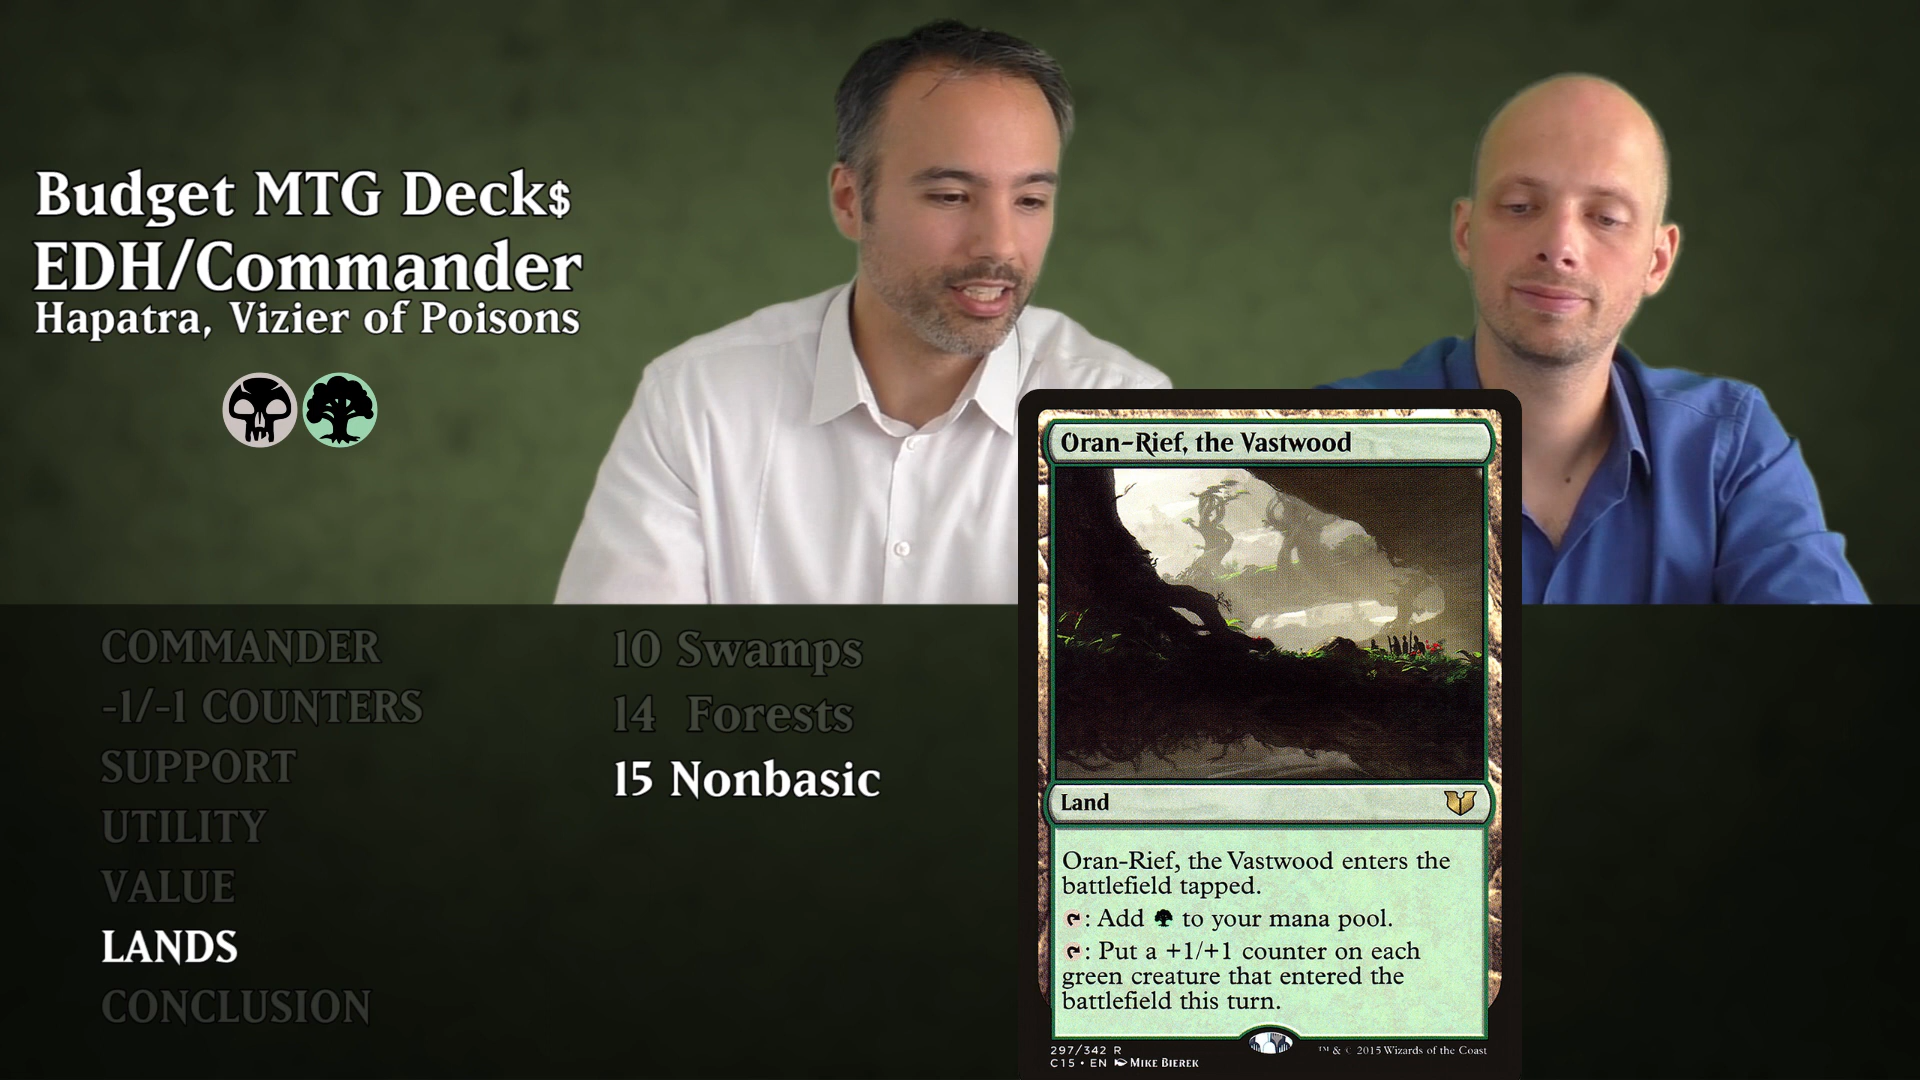 Budget MTG Deck$
EDH/Commander
Hapatra, Vizier of Poisons
COMMANDER
-1/-1 COUNTERS
SUPPORT
UTILITY
VALUE
LANDS
CONCLUSION
10 Swamps
14 Forests
15 Nonbasic
Oran-Rief, the Vastwood
Land
Oran-Rief, the Vastwood enters the
battlefield tapped.
: Add to your mana pool.
: Put a +1/+1 counter on each
green creature that entered the
battlefield this turn.
297/342 R
C15 • EN MIKE BIEREK
™ & © 2015 Wizards of the Coast